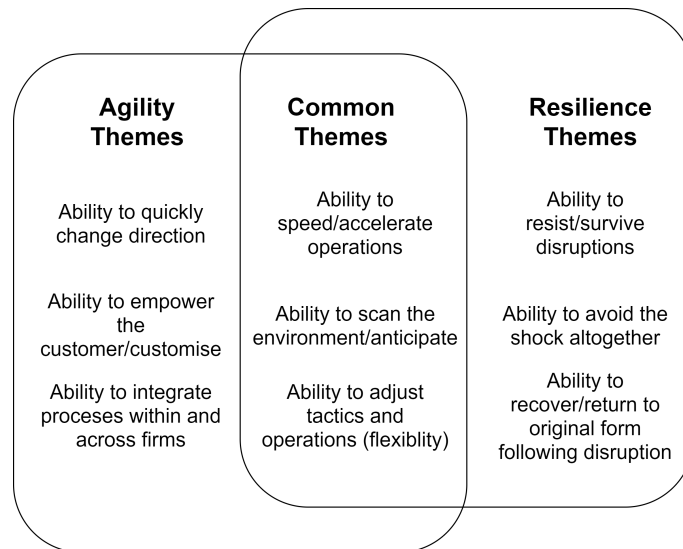 Agility
Themes
Ability to quickly
change direction
Ability to empower
the
customer/customise
Ability to integrate
proceses within and
across firms
Common
Themes
Ability to
speed/accelerate
operations
Ability to scan the
environment/anticipate
Ability to adjust
tactics and
operations (flexiblity)
Resilience
Themes
Ability to
resist/survive
disruptions
Ability to avoid the
shock altogether
Ability to
recover/return to
original form
following disruption